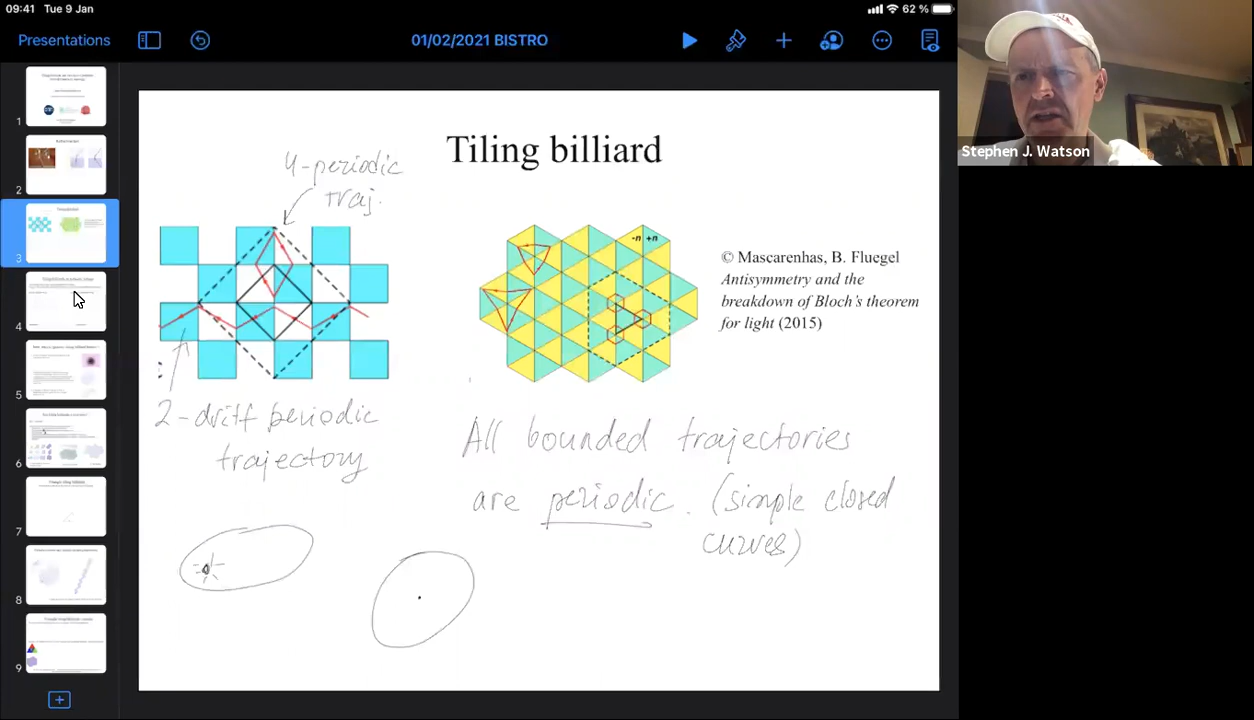 09:41 Tue 9 Jan
62 %
Presentations
01/02/2021 BISTRO
Stephen J. Watson
Tiling billiard
4-periodic
traj.
-n +n
© Mascarenhas, B. Fluegel
Antisymmetry and the
breakdown of Bloch's theorem
for light (2015)
2-drift periodic
trajectory
All bounded trajectories
are periodic. (simple closed
curves)
1
2
3
4
5
6
7
8
9